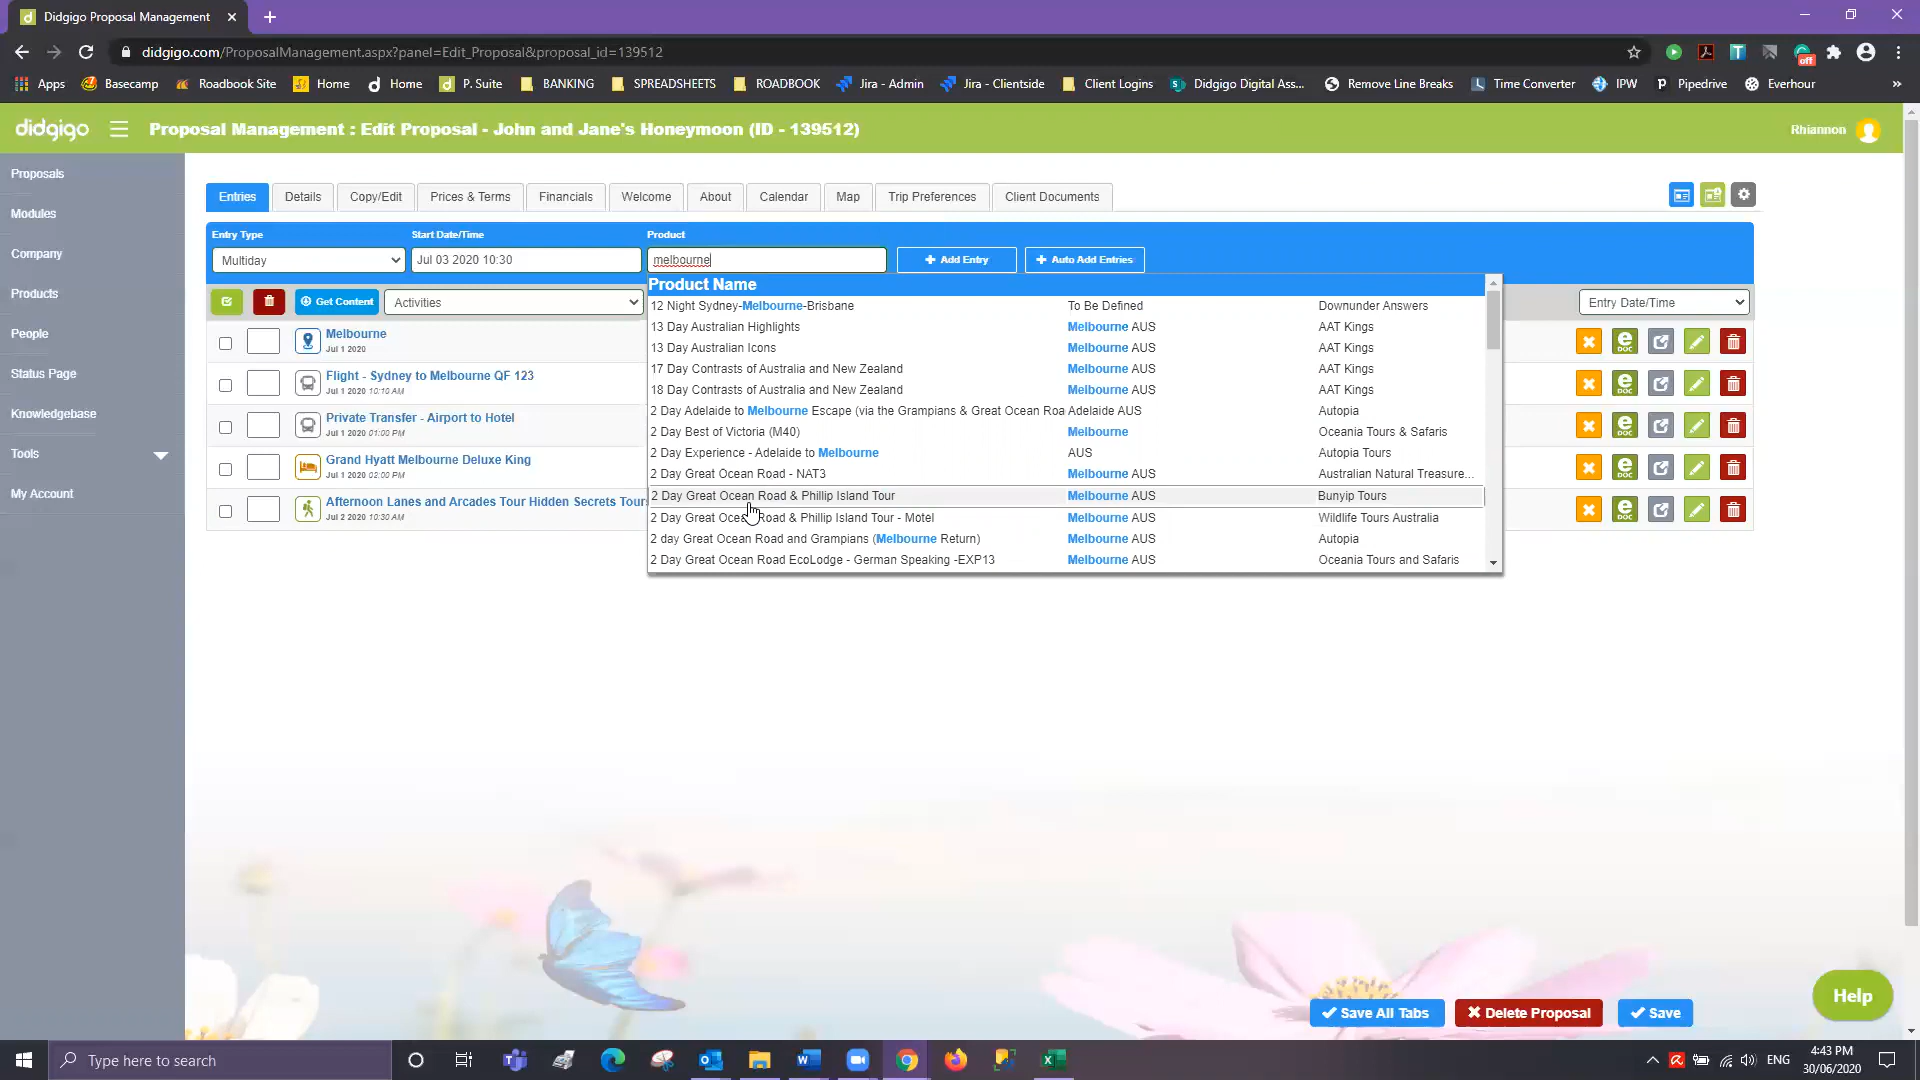 d Didgigo Proposal Management
didgigo.com/ProposalManagement.aspx?panel=Edit_Proposal&proposal_id=139512
off
Apps Basecamp Roadbook Site Home d Home d P. Suite BANKING SPREADSHEETS ROADBOOK Jira - Admin Jira - Clientside Client Logins Didgigo Digital Ass... Remove Line Breaks Time Converter IPW Pipedrive Everhour »
didgigo Proposal Management : Edit Proposal - John and Jane's Honeymoon (ID - 139512) Rhiannon
Proposals
Modules
Company
Products
People
Status Page
Knowledgebase
Tools
My Account
Entries Details Copy/Edit Prices & Terms Financials Welcome About Calendar Map Trip Preferences Client Documents
Entry Type Start Date/Time Product
Multiday Jul 03 2020 10:30 melbourne Add Entry Auto Add Entries
Get Content Activities Entry Date/Time
Product Name
12 Night Sydney-Melbourne-Brisbane To Be Defined Downunder Answers
13 Day Australian Highlights Melbourne AUS AAT Kings
13 Day Australian Icons Melbourne AUS AAT Kings
17 Day Contrasts of Australia and New Zealand Melbourne AUS AAT Kings
18 Day Contrasts of Australia and New Zealand Melbourne AUS AAT Kings
2 Day Adelaide to Melbourne Escape (via the Grampians & Great Ocean Roa Adelaide AUS Autopia
2 Day Best of Victoria (M40) Melbourne Oceania Tours & Safaris
2 Day Experience - Adelaide to Melbourne AUS Autopia Tours
2 Day Great Ocean Road - NAT3 Melbourne AUS Australian Natural Treasure...
2 Day Great Ocean Road & Phillip Island Tour Melbourne AUS Bunyip Tours
2 Day Great Ocean Road & Phillip Island Tour - Motel Melbourne AUS Wildlife Tours Australia
2 day Great Ocean Road and Grampians (Melbourne Return) Melbourne AUS Autopia
2 Day Great Ocean Road EcoLodge - German Speaking -EXP13 Melbourne AUS Oceania Tours and Safaris
Melbourne
Jul 1 2020
e DOC
Flight - Sydney to Melbourne QF 123
Jul 1 2020 10:10 AM
e DOC
Private Transfer - Airport to Hotel
Jul 1 2020 01:00 PM
e DOC
Grand Hyatt Melbourne Deluxe King
Jul 1 2020 02:00 PM
e DOC
Afternoon Lanes and Arcades Tour Hidden Secrets Tours
Jul 2 2020 10:30 AM
e DOC
Save All Tabs Delete Proposal Save
Help
Type here to search
ENG
4:43 PM
30/06/2020